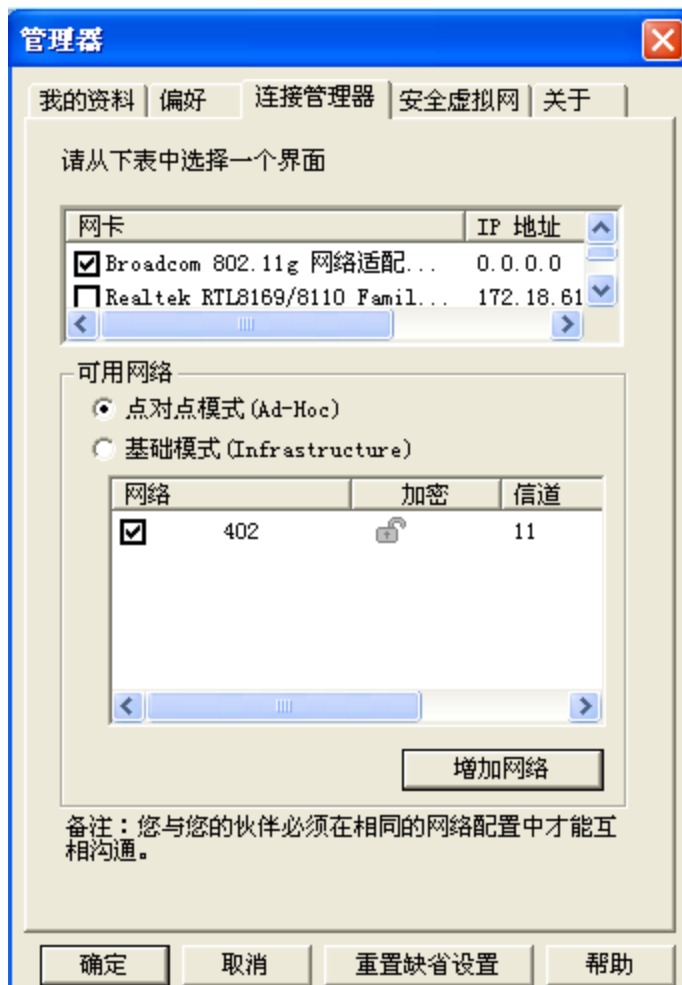 管理器
我的资料 偏好 连接管理器 安全虚拟网 关于
请从下表中选择一个界面
网卡 IP 地址
Broadcom 802.11g 网络适配... 0.0.0.0
Realtek RTL8169/8110 Famil... 172.18.61
可用网络
点对点模式(Ad-Hoc)
基础模式(Infrastructure)
网络 加密 信道
402 11
增加网络
备注：您与您的伙伴必须在相同的网络配置中才能互
相沟通。
确定 取消 重置缺省设置 帮助